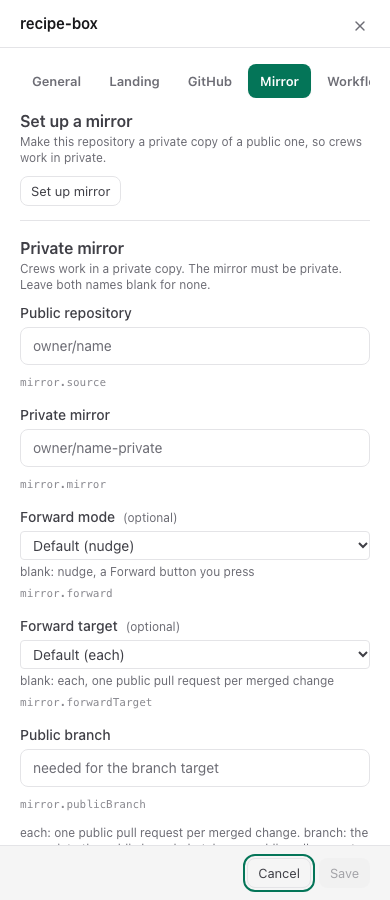 recipe-box
General Landing GitHub Mirror
Set up a mirror
Make this repository a private copy of a public one, so crews
work in private.
Set up mirror
Private mirror
Crews work in a private copy. The mirror must be private.
Leave both names blank for none.
Public repository
owner/name
mirror.source
Private mirror
owner/name-private
mirror.mirror
Forward mode (optional)
Default (nudge)
blank: nudge, a Forward button you press
mirror.forward
Forward target (optional)
Default (each)
blank: each, one public pull request per merged change
mirror.forwardTarget
Public branch
needed for the branch target
mirror.publicBranch
each: one public pull request per merged change. branch: the
Cancel Save